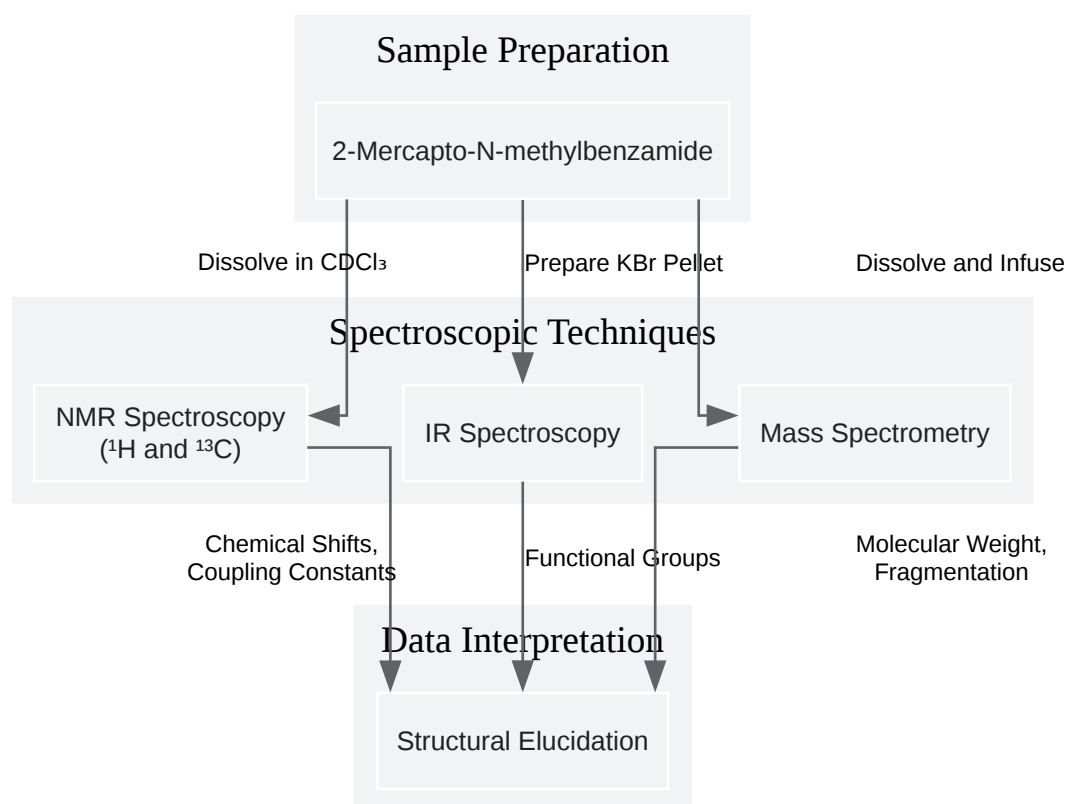 Sample Preparation
2-Mercapto-N-methylbenzamide
Dissolve in CDCl₃
Prepare KBr Pellet
Dissolve and Infuse
Spectroscopic Techniques
NMR Spectroscopy
(¹H and ¹³C)
IR Spectroscopy
Mass Spectrometry
Chemical Shifts,
Coupling Constants
Functional Groups
Molecular Weight,
Fragmentation
Data Interpretation
Structural Elucidation